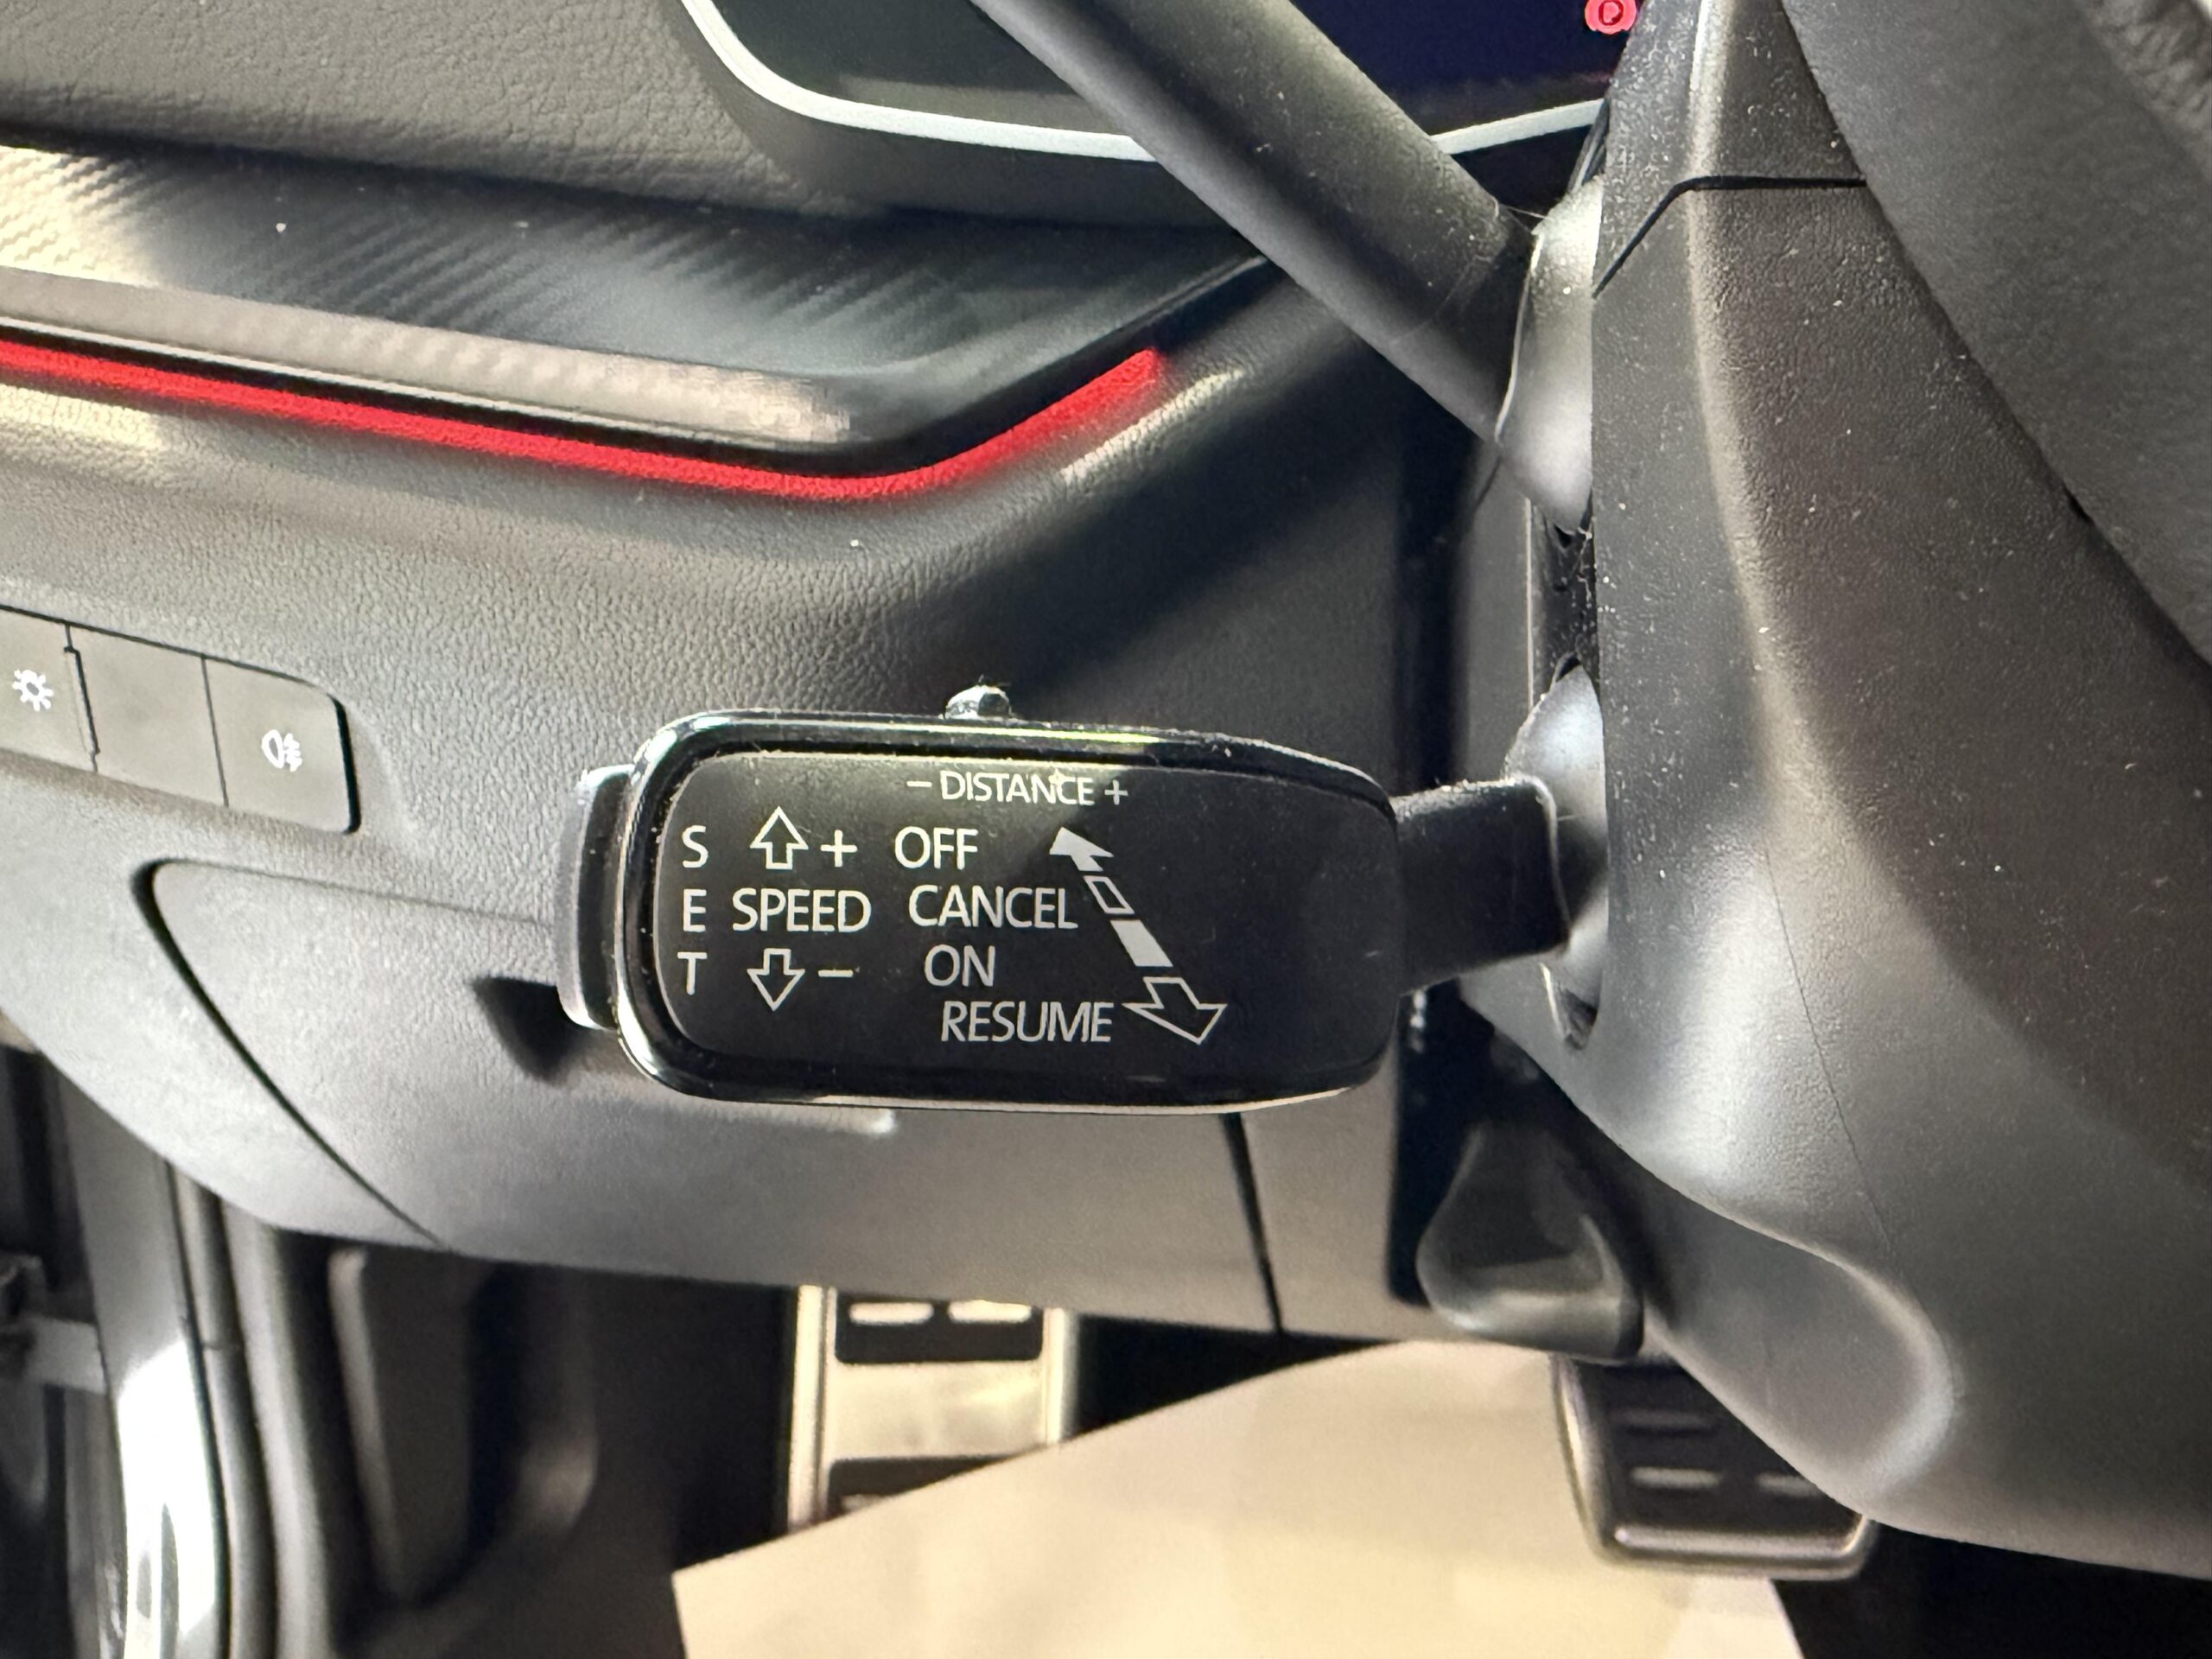 - DISTANCE +
S + OFF
E SPEED CANCEL
T - ON
RESUME